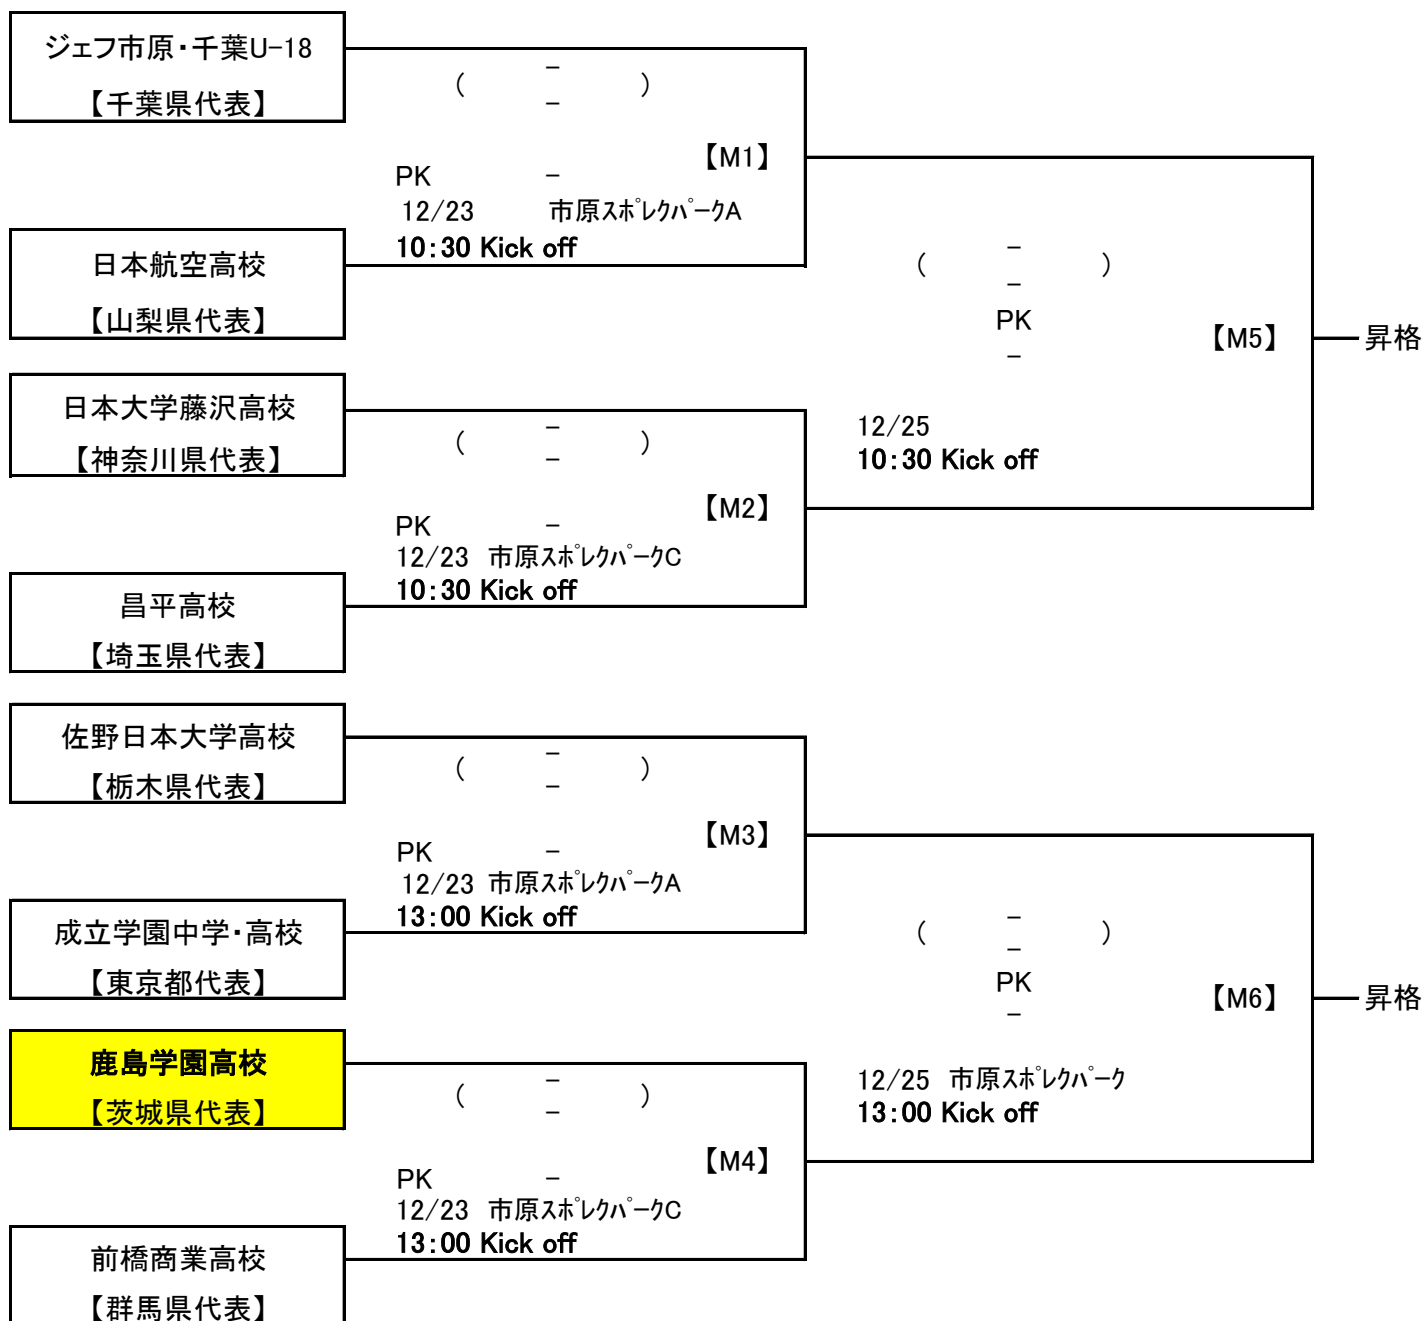 ジェフ市原・千葉U-18
【千葉県代表】
( - )
-
【M1】
PK -
12/23 市原ｽﾎﾟﾚｸﾊﾟｰｸA
10:30 Kick off
日本航空高校
【山梨県代表】
( - )
-
PK
-
【M5】
昇格
12/25
10:30 Kick off
日本大学藤沢高校
【神奈川県代表】
( - )
-
【M2】
PK -
12/23 市原ｽﾎﾟﾚｸﾊﾟｰｸC
10:30 Kick off
昌平高校
【埼玉県代表】
佐野日本大学高校
【栃木県代表】
( - )
-
【M3】
PK -
12/23 市原ｽﾎﾟﾚｸﾊﾟｰｸA
13:00 Kick off
成立学園中学・高校
【東京都代表】
( - )
-
PK
-
【M6】
昇格
12/25 市原ｽﾎﾟﾚｸﾊﾟｰｸ
13:00 Kick off
鹿島学園高校
【茨城県代表】
( - )
-
【M4】
PK -
12/23 市原ｽﾎﾟﾚｸﾊﾟｰｸC
13:00 Kick off
前橋商業高校
【群馬県代表】